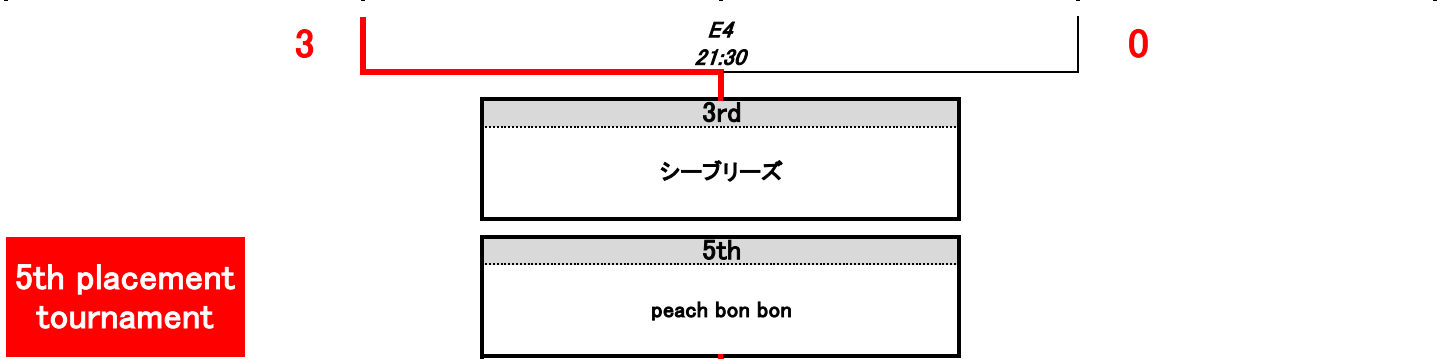 3
E4
0
21:30
3rd
シーブリーズ
5th
5th placement
tournament
peach bon bon